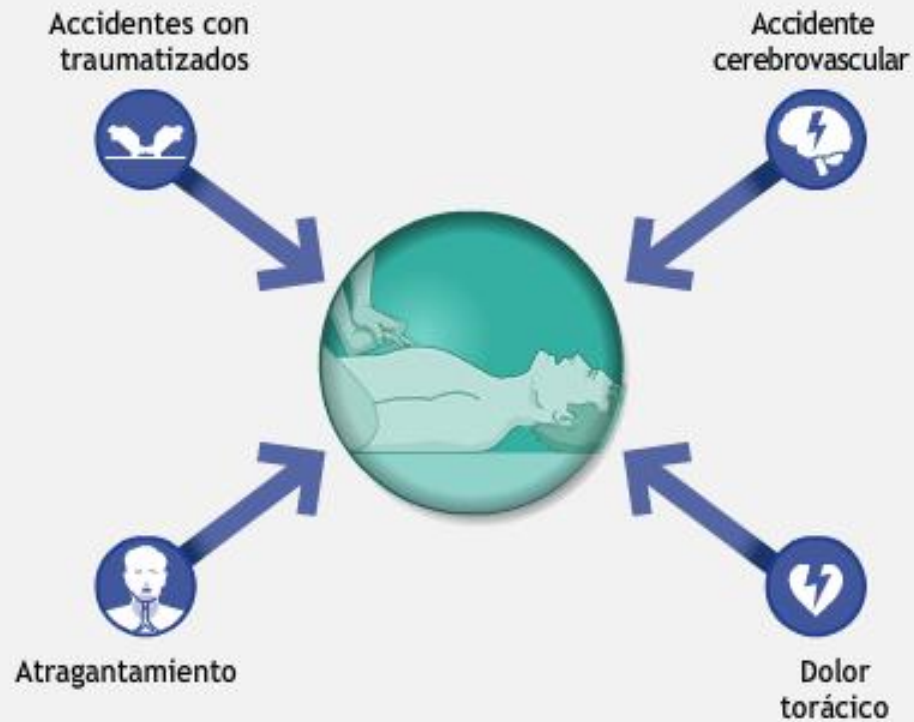 Accidentes con
traumatizados
Accidente
cerebrovascular
Atragantamiento
Dolor
torácico